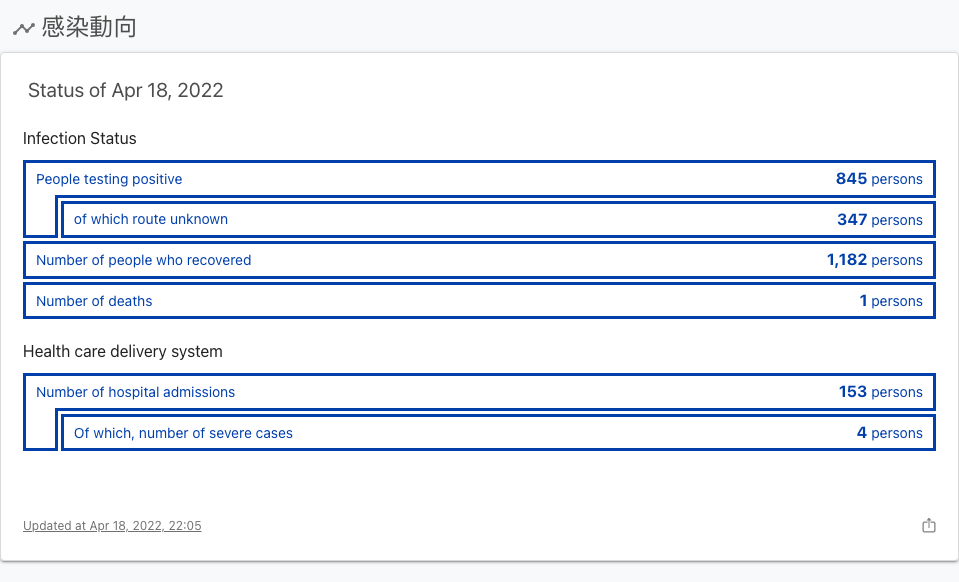 感染動向
Status of Apr 18, 2022
Infection Status
People testing positive 845 persons
of which route unknown 347 persons
Number of people who recovered 1,182 persons
Number of deaths 1 persons
Health care delivery system
Number of hospital admissions 153 persons
Of which, number of severe cases 4 persons
Updated at Apr 18, 2022, 22:05